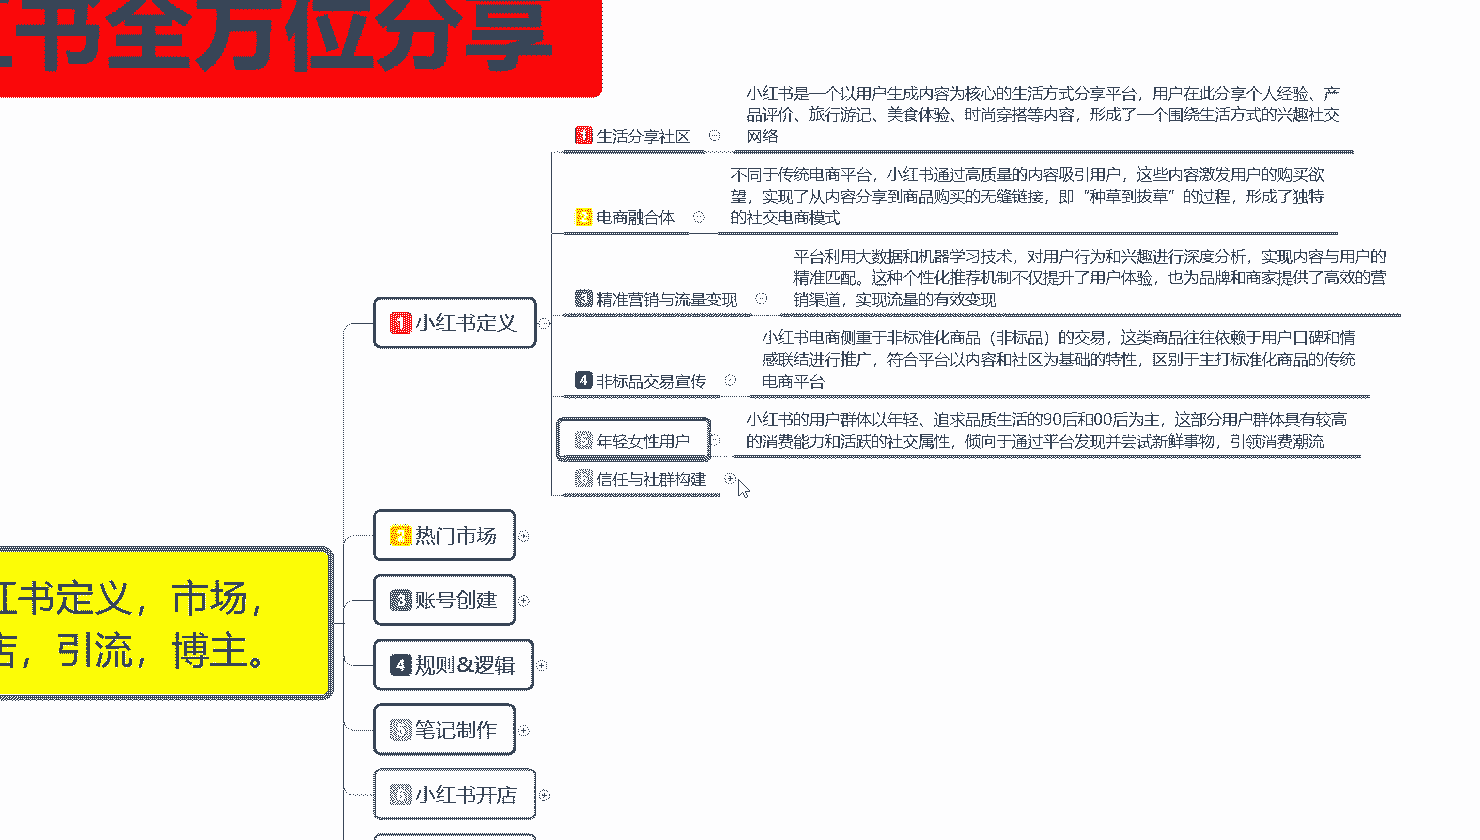 书全方位分享
1 生活分享社区
小红书是一个以用户生成内容为核心的生活方式分享平台，用户在此分享个人经验、产
品评价、旅行游记、美食体验、时尚穿搭等内容，形成了一个围绕生活方式的兴趣社交
网络
2 电商融合体
不同于传统电商平台，小红书通过高质量的内容吸引用户，这些内容激发用户的购买欲
望，实现了从内容分享到商品购买的无缝链接，即“种草到拔草”的过程，形成了独特
的社交电商模式
3 精准营销与流量变现
平台利用大数据和机器学习技术，对用户行为和兴趣进行深度分析，实现内容与用户的
精准匹配。这种个性化推荐机制不仅提升了用户体验，也为品牌和商家提供了高效的营
销渠道，实现流量的有效变现
4 非标品交易宣传
小红书电商侧重于非标准化商品（非标品）的交易，这类商品往往依赖于用户口碑和情
感联结进行推广，符合平台以内容和社区为基础的特性，区别于主打标准化商品的传统
电商平台
5 年轻女性用户
小红书的用户群体以年轻、追求品质生活的90后和00后为主，这部分用户群体具有较高
的消费能力和活跃的社交属性，倾向于通过平台发现并尝试新鲜事物，引领消费潮流
6 信任与社群构建
1 小红书定义
2 热门市场
3 账号创建
4 规则&逻辑
5 笔记制作
6 小红书开店
红书定义，市场，
店，引流，博主。